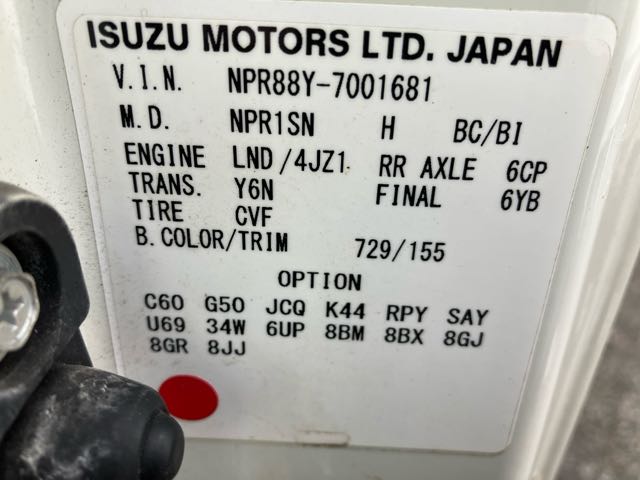 ISUZU MOTORS LTD. JAPAN
V.I.N. NPR88Y-7001681
M.D. NPR1SN H BC/BI
ENGINE LND/4JZ1 RR AXLE 6CP
TRANS. Y6N FINAL 6YB
TIRE CVF
B.COLOR/TRIM 729/155
OPTION
C60 G50 JCQ K44 RPY SAY
U69 34W 6UP 8BM 8BX 8GJ
8GR 8JJ